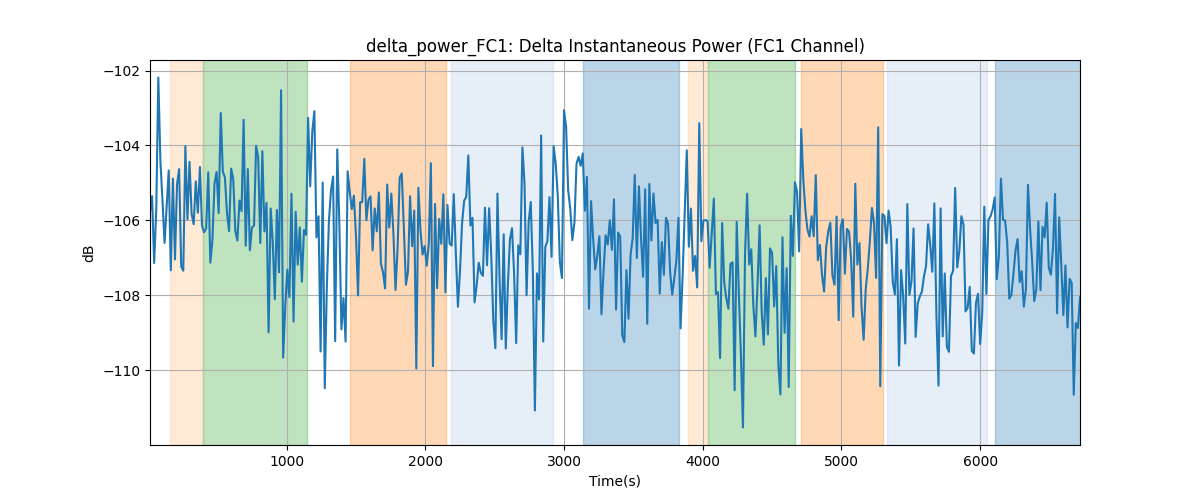 delta_power_FC1: Delta Instantaneous Power (FC1 Channel)
−102
−104
−106
−108
−110
dB
1000 2000 3000 4000 5000 6000
Time(s)